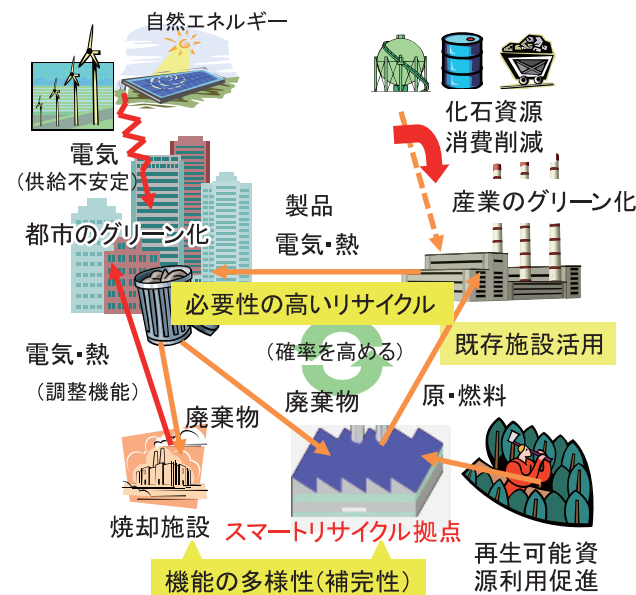 自然エネルギー
化石資源
消費削減
電気
(供給不安定)
産業のグリーン化
製品
都市のグリーン化
電気・熱
必要性の高いリサイクル
電気・熱
(調整機能)
(確率を高める)
既存施設活用
廃棄物
廃棄物
原・燃料
焼却施設
スマートリサイクル拠点
再生可能資
源利用促進
機能の多様性(補完性)